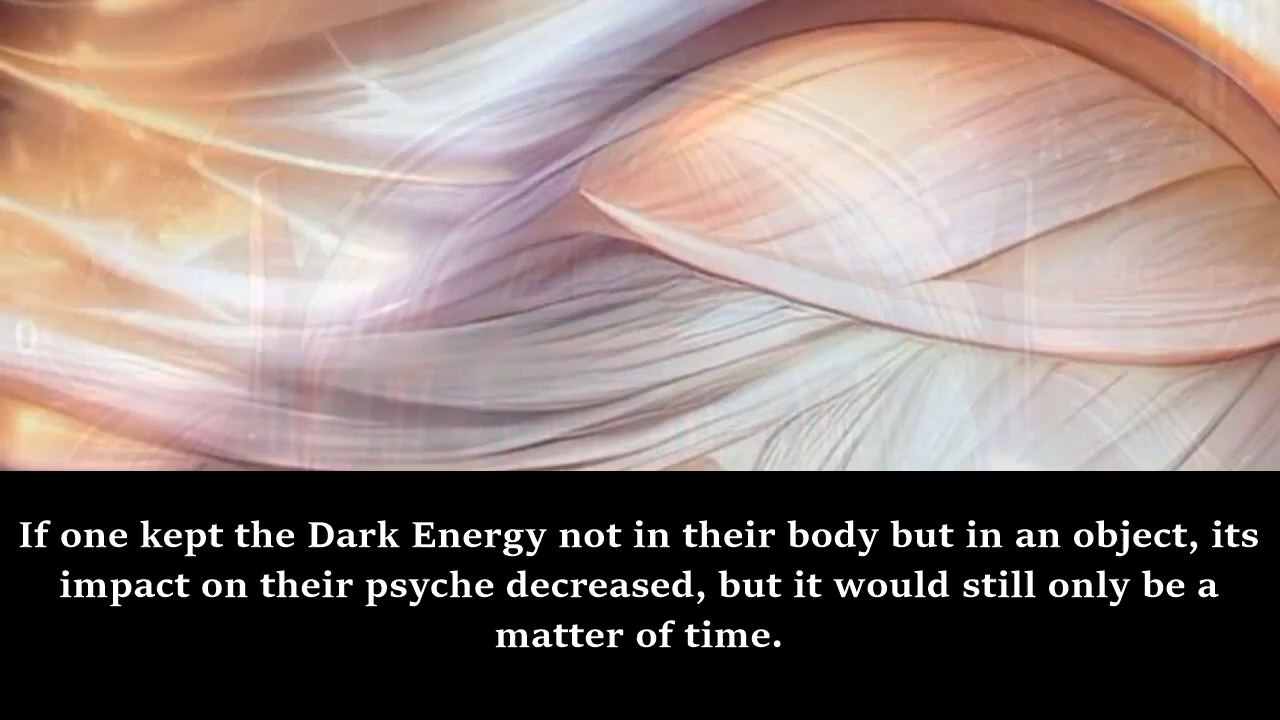 If one kept the Dark Energy not in their body but in an object, its
impact on their psyche decreased, but it would still only be a
matter of time.